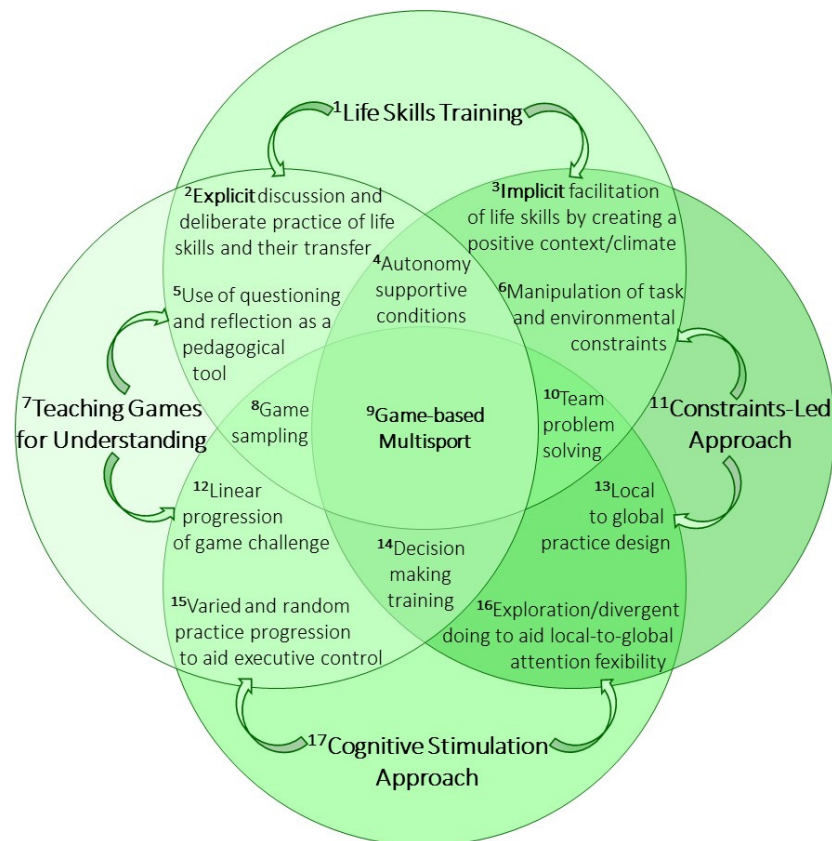 ¹Life Skills Training
²Explicit discussion and
deliberate practice of life
skills and their transfer
³Implicit facilitation
of life skills by creating a
positive context/climate
⁴Autonomy
supportive
conditions
⁵Use of questioning
and reflection as a
pedagogical
tool
⁶Manipulation of task
and environmental
constraints
⁷Teaching Games
for Understanding
⁸Game
sampling
⁹Game-based
Multisport
¹⁰Team
problem
solving
¹¹Constraints-Led
Approach
¹²Linear
progression
of game challenge
¹³Local
to global
practice design
¹⁴Decision
making
training
¹⁵Varied and random
practice progression
to aid executive control
¹⁶Exploration/divergent
doing to aid local-to-global
attention fexibility
¹⁷Cognitive Stimulation
Approach